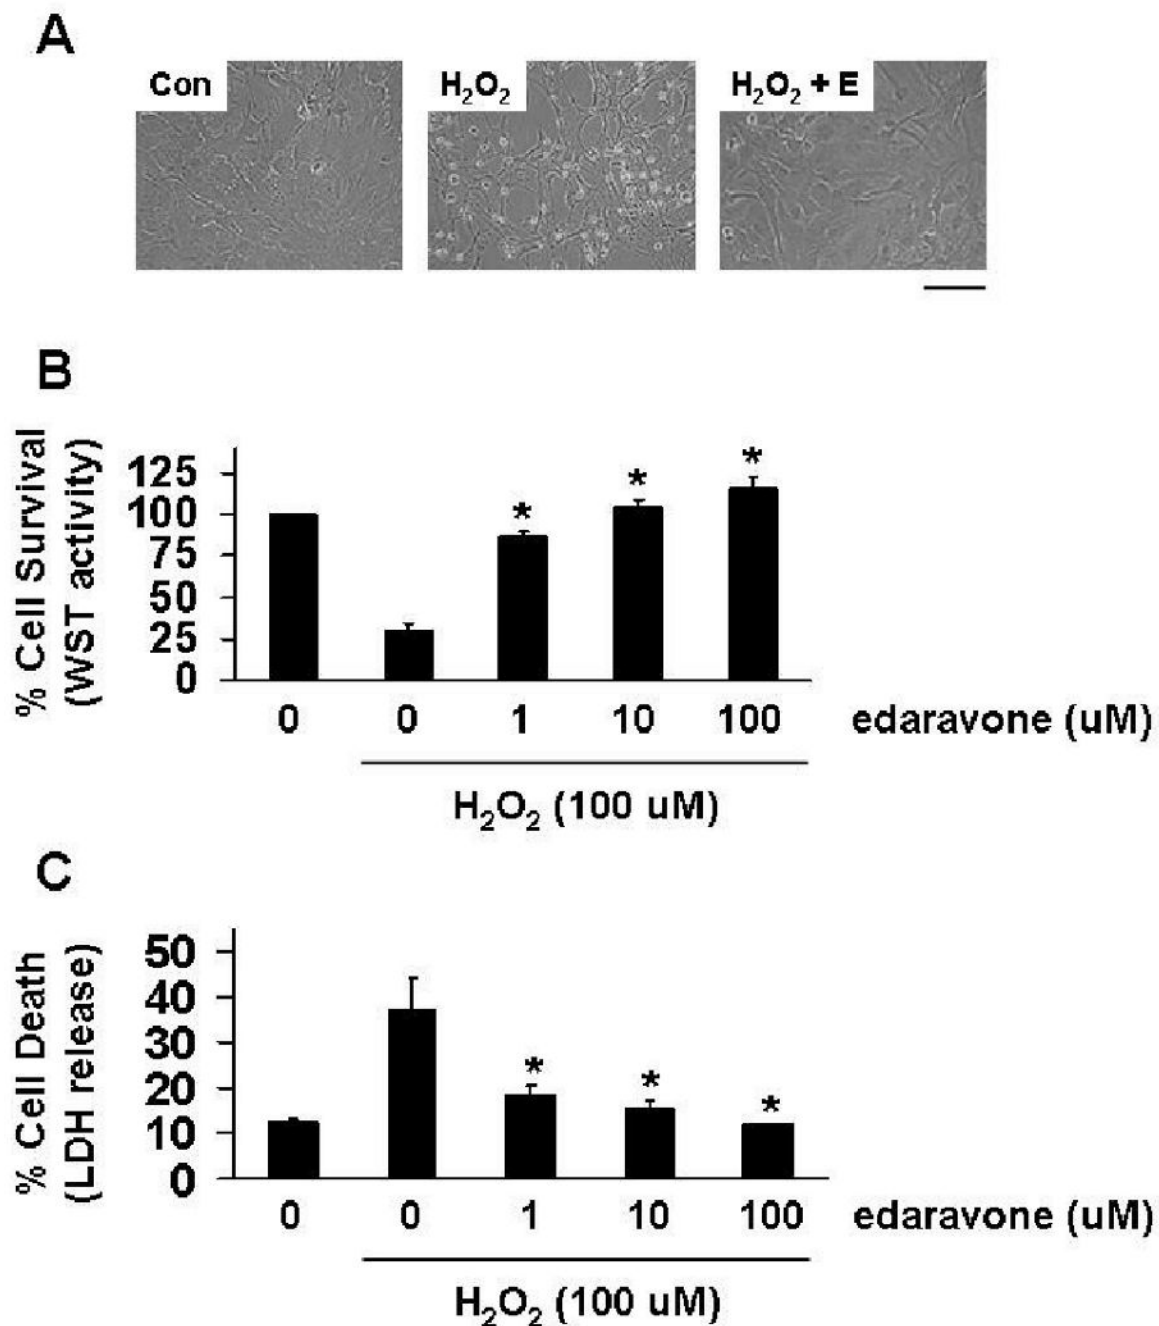 A
Con
H₂O₂
H₂O₂ + E
B
% Cell Survival
(WST activity)
125
100
75
50
25
0
*
*
*
0 0 1 10 100 edaravone (uM)
H₂O₂ (100 uM)
C
% Cell Death
(LDH release)
50
40
30
20
10
0
*
*
*
0 0 1 10 100 edaravone (uM)
H₂O₂ (100 uM)